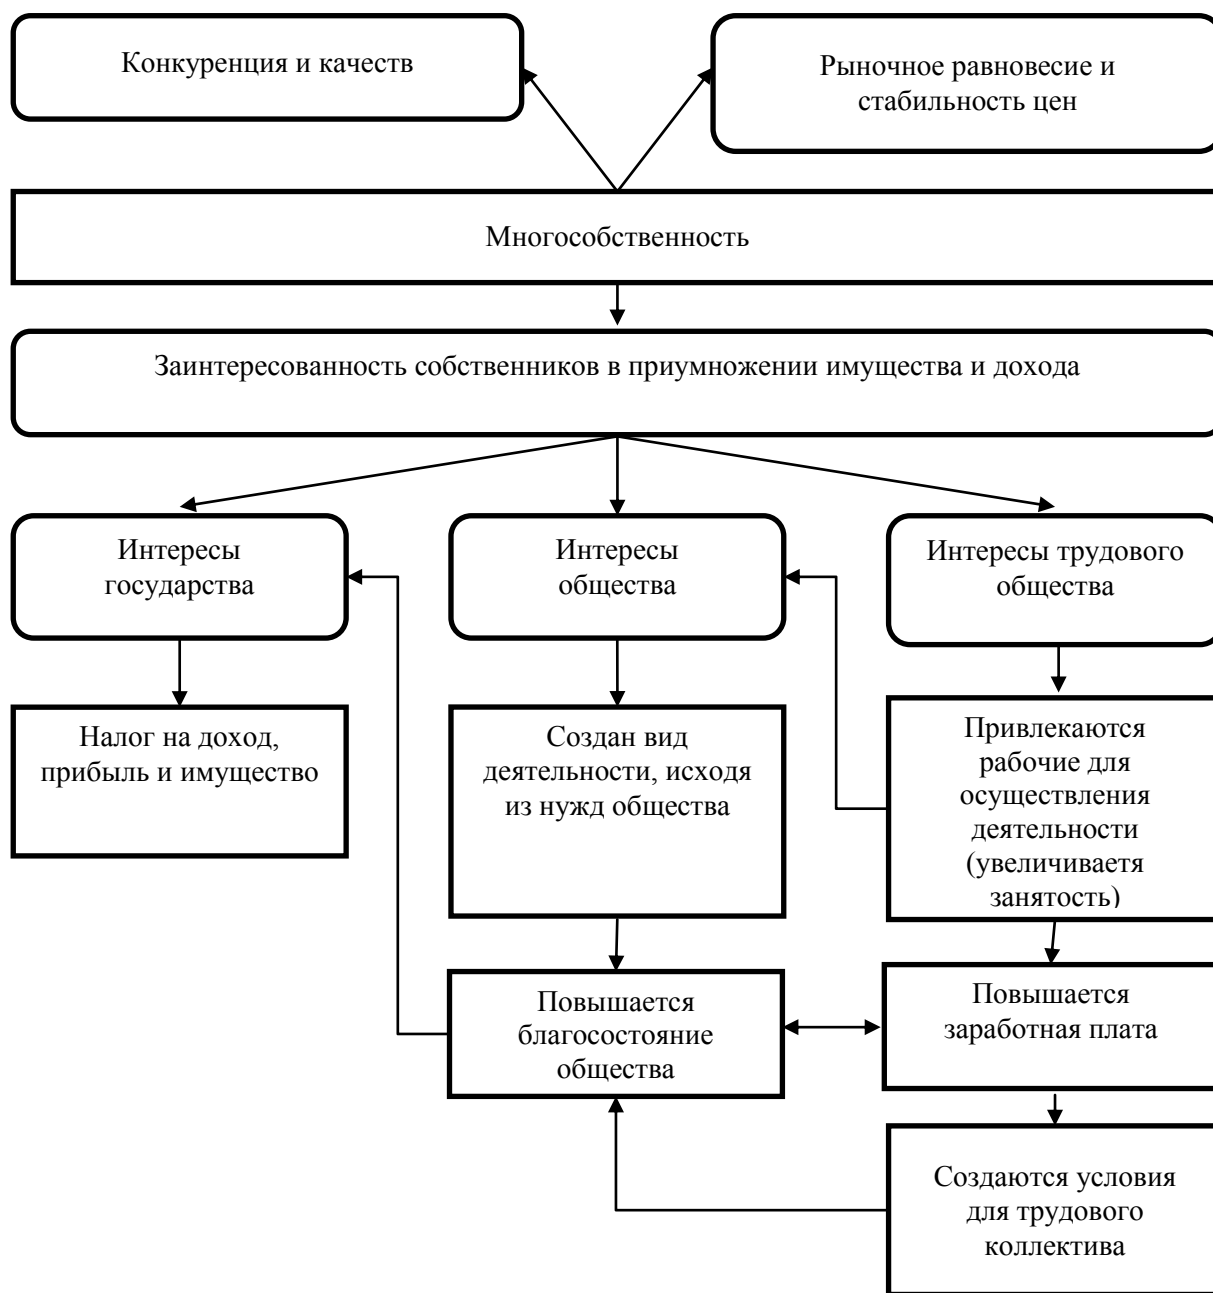 Конкуренция и качеств
Рыночное равновесие и
стабильность цен
Многособственность
Заинтересованность собственников в приумножении имущества и дохода
Интересы
государства
Интересы
общества
Интересы трудового
общества
Налог на доход,
прибыль и имущество
Создан вид
деятельности, исходя
из нужд общества
Привлекаются
рабочие для
осуществления
деятельности
(увеличиваетя
занятость)
Повышается
благосостояние
общества
Повышается
заработная плата
Создаются условия
для трудового
коллектива